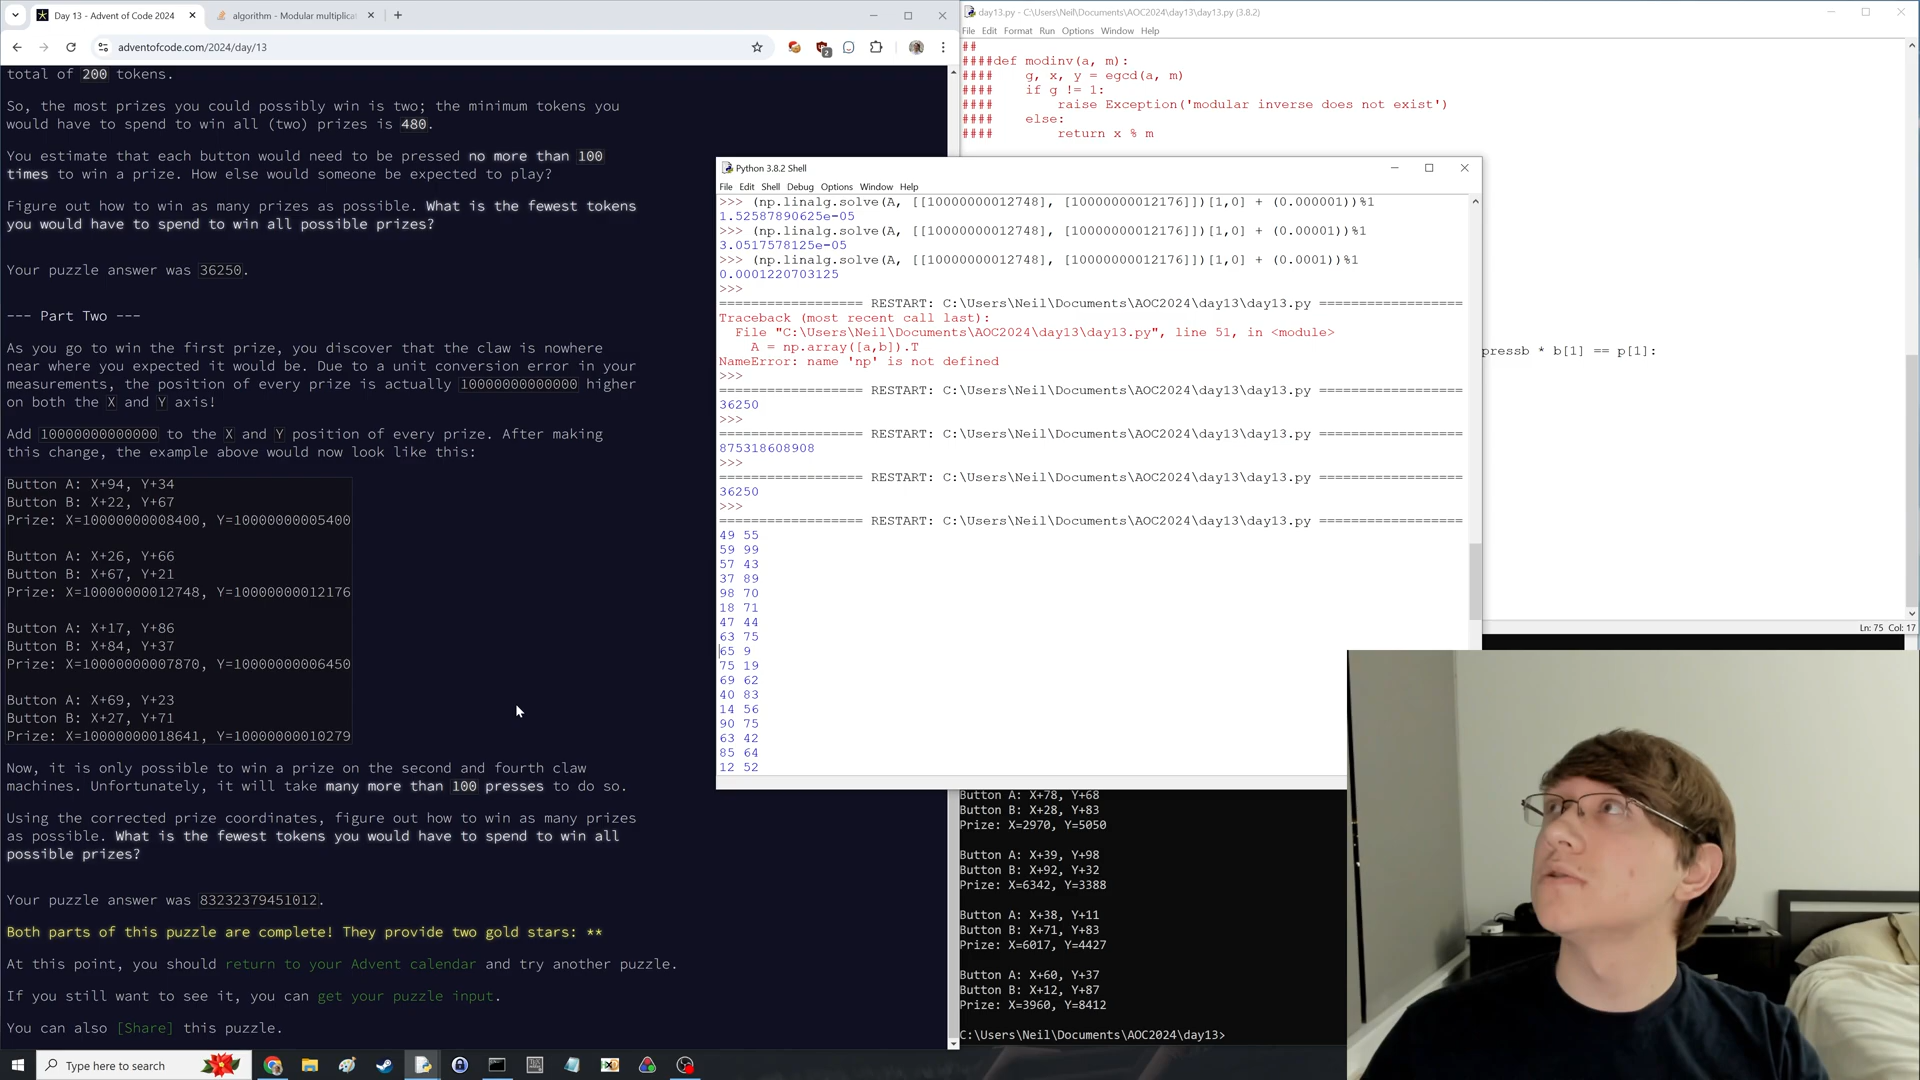 Day 13 - Advent of Code 2024
algorithm - Modular multiplicat
adventofcode.com/2024/day/13
total of 200 tokens.
So, the most prizes you could possibly win is two; the minimum tokens you
would have to spend to win all (two) prizes is 480.
You estimate that each button would need to be pressed no more than 100
times to win a prize. How else would someone be expected to play?
Figure out how to win as many prizes as possible. What is the fewest tokens
you would have to spend to win all possible prizes?
Your puzzle answer was 36250.
--- Part Two ---
As you go to win the first prize, you discover that the claw is nowhere
near where you expected it would be. Due to a unit conversion error in your
measurements, the position of every prize is actually 10000000000000 higher
on both the X and Y axis!
Add 10000000000000 to the X and Y position of every prize. After making
this change, the example above would now look like this:
Button A: X+94, Y+34
Button B: X+22, Y+67
Prize: X=10000000008400, Y=10000000005400
Button A: X+26, Y+66
Button B: X+67, Y+21
Prize: X=10000000012748, Y=10000000012176
Button A: X+17, Y+86
Button B: X+84, Y+37
Prize: X=10000000007870, Y=10000000006450
Button A: X+69, Y+23
Button B: X+27, Y+71
Prize: X=10000000018641, Y=10000000010279
Now, it is only possible to win a prize on the second and fourth claw
machines. Unfortunately, it will take many more than 100 presses to do so.
Using the corrected prize coordinates, figure out how to win as many prizes
as possible. What is the fewest tokens you would have to spend to win all
possible prizes?
Your puzzle answer was 83232379451012.
Both parts of this puzzle are complete! They provide two gold stars: **
At this point, you should return to your Advent calendar and try another puzzle.
If you still want to see it, you can get your puzzle input.
You can also [Share] this puzzle.
day13.py - C:\Users\Neil\Documents\AOC2024\day13\day13.py (3.8.2)
File Edit Format Run Options Window Help
##
####def modinv(a, m):
####    g, x, y = egcd(a, m)
####    if g != 1:
####        raise Exception('modular inverse does not exist')
####    else:
####        return x % m
pressb * b[1] == p[1]:
Ln: 75 Col: 17
Python 3.8.2 Shell
File Edit Shell Debug Options Window Help
>>> (np.linalg.solve(A, [[10000000012748], [10000000012176]])[1,0] + (0.000001))%1
1.52587890625e-05
>>> (np.linalg.solve(A, [[10000000012748], [10000000012176]])[1,0] + (0.00001))%1
3.0517578125e-05
>>> (np.linalg.solve(A, [[10000000012748], [10000000012176]])[1,0] + (0.0001))%1
0.0001220703125
>>>
================== RESTART: C:\Users\Neil\Documents\AOC2024\day13\day13.py ==================
Traceback (most recent call last):
  File "C:\Users\Neil\Documents\AOC2024\day13\day13.py", line 51, in <module>
    A = np.array([a,b]).T
NameError: name 'np' is not defined
>>>
================== RESTART: C:\Users\Neil\Documents\AOC2024\day13\day13.py ==================
36250
>>>
================== RESTART: C:\Users\Neil\Documents\AOC2024\day13\day13.py ==================
875318608908
>>>
================== RESTART: C:\Users\Neil\Documents\AOC2024\day13\day13.py ==================
36250
>>>
================== RESTART: C:\Users\Neil\Documents\AOC2024\day13\day13.py ==================
49 55
59 99
57 43
37 89
98 70
18 71
47 44
63 75
65 9
75 19
69 62
40 83
14 56
90 75
63 42
85 64
12 52
Button A: X+78, Y+68
Button B: X+28, Y+83
Prize: X=2970, Y=5050
Button A: X+39, Y+98
Button B: X+92, Y+32
Prize: X=6342, Y=3388
Button A: X+38, Y+11
Button B: X+71, Y+83
Prize: X=6017, Y=4427
Button A: X+60, Y+37
Button B: X+12, Y+87
Prize: X=3960, Y=8412
C:\Users\Neil\Documents\AOC2024\day13>
Type here to search